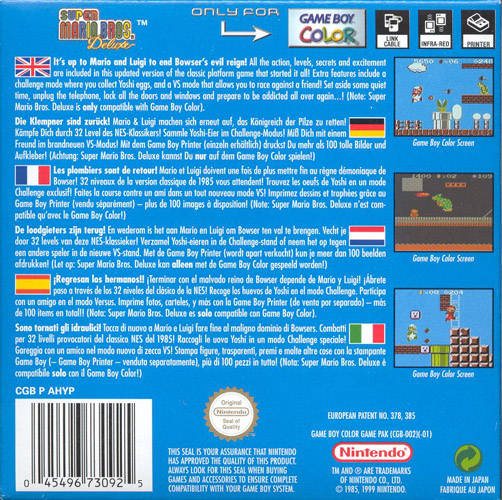 SUPER
MARIO BROS.
Deluxe
TM
ONLY FOR
GAME BOY
COLOR
LINK
CABLE
INFRA-RED
PRINTER
It's up to Mario and Luigi to end Bowser's evil reign! All the action, levels, secrets and excitement
are included in this updated version of the classic platform game that started it all! Extra features include a
challenge mode where you collect Yoshi eggs, and a VS mode that allows you to race against a friend! Set aside some quiet
time, unplug the telephone, lock all the doors and windows and prepare to be addicted all over again...! (Note: Super
Mario Bros. Deluxe is only compatible with Game Boy Color).
Die Klempner sind zurück! Mario & Luigi machen sich erneut auf, das Königreich der Pilze zu retten!
Kämpfe Dich durch 32 Level des NES-Klassikers! Sammle Yoshi-Eier im Challenge-Modus! Miß Dich mit einem
Freund im brandneuen VS-Modus! Mit dem Game Boy Printer (einzeln erhältlich) druckst Du mehr als 100 tolle Bilder und
Aufkleber! (Achtung: Super Mario Bros. Deluxe kannst Du nur auf dem Game Boy Color spielen!)
Les plombiers sont de retour! Mario et Luigi doivent une fois de plus mettre fin au règne démoniaque de
Bowser! 32 niveaux de la version classique de 1985 vous attendent! Trouvez les oeufs de Yoshi en un mode
Challenge exclusif! Faites la course contre un ami dans un tout nouveau mode VS! Imprimez dessins et trophées grâce au
Game Boy Printer (vendu séparement) – plus de 100 images à disposition! (Note: Super Mario Bros. Deluxe n'est com-
patible qu'avec le Game Boy Color!)
De loodgieters zijn terug! En wederom is het aan Mario en Luigi om Bowser ten val te brengen. Vecht je
door 32 levels van deze NES-klassieker! Verzamel Yoshi-eieren in de Challenge-stand of neem het op tegen
een andere speler in de nieuwe VS-stand. Met de Game Boy Printer (wordt apart verkocht) kun je meer dan 100 beelden
afdrukken! (Let op: Super Mario Bros. Deluxe kan alleen met de Game Boy Color gespeeld worden!)
¡Regresan los hermanos!! ¡Terminar con el malvado reino de Bowser depende de Mario y Luigi! ¡Ábrete
paso a través de los 32 niveles del clásico de la NES! Recoge las huevos de Yoshi en el modo Challenge. Participa
con un amigo en el modo Versus. Imprime fotos, carteles, y más con la Game Boy Printer (de venta por separado) – más
de 100 items en total!! (Nota: Super Mario Bros. Deluxe es solo compatible con Game Boy Color).
Sono tornati gli idraulici! Tocca di nuovo a Mario e Luigi fare fine al maligno dominio di Bowsers. Combatti
per 32 livelli provocatori del classico NES del 1985! Raccogli le uova Yoshi in un mode Challenge speciale!
Gareggia con un amico nel modo nuovo di zecca VS! Stampa figure, trasparenti, premi e molte altre cose con la stampante
Game Boy (– Game Boy Printer – venduta separatamente), più di 100 pezzi in tutto! (Nota: Super Mario Bros. Deluxe é
compatibile solo con il Game Boy Color!)
Game Boy Color Screen
Game Boy Color Screen
Game Boy Color Screen
CGB P AHYP
0 45496 73092 5
Original
Nintendo
Seal of
Quality
THIS SEAL IS YOUR ASSURANCE THAT NINTENDO
HAS APPROVED THE QUALITY OF THIS PRODUCT.
ALWAYS LOOK FOR THIS SEAL WHEN BUYING
GAMES AND ACCESSORIES TO ENSURE COMPLETE
COMPATIBILITY WITH YOUR GAME BOY SYSTEM.
EUROPEAN PATENT NO. 378, 385
GAME BOY COLOR GAME PAK (CGB-002)(-01)
Nintendo
TM AND ® ARE TRADEMARKS
OF NINTENDO CO., LTD.
© 1985, 1999 NINTENDO.
MADE IN JAPAN
FABRIQUE AU JAPON